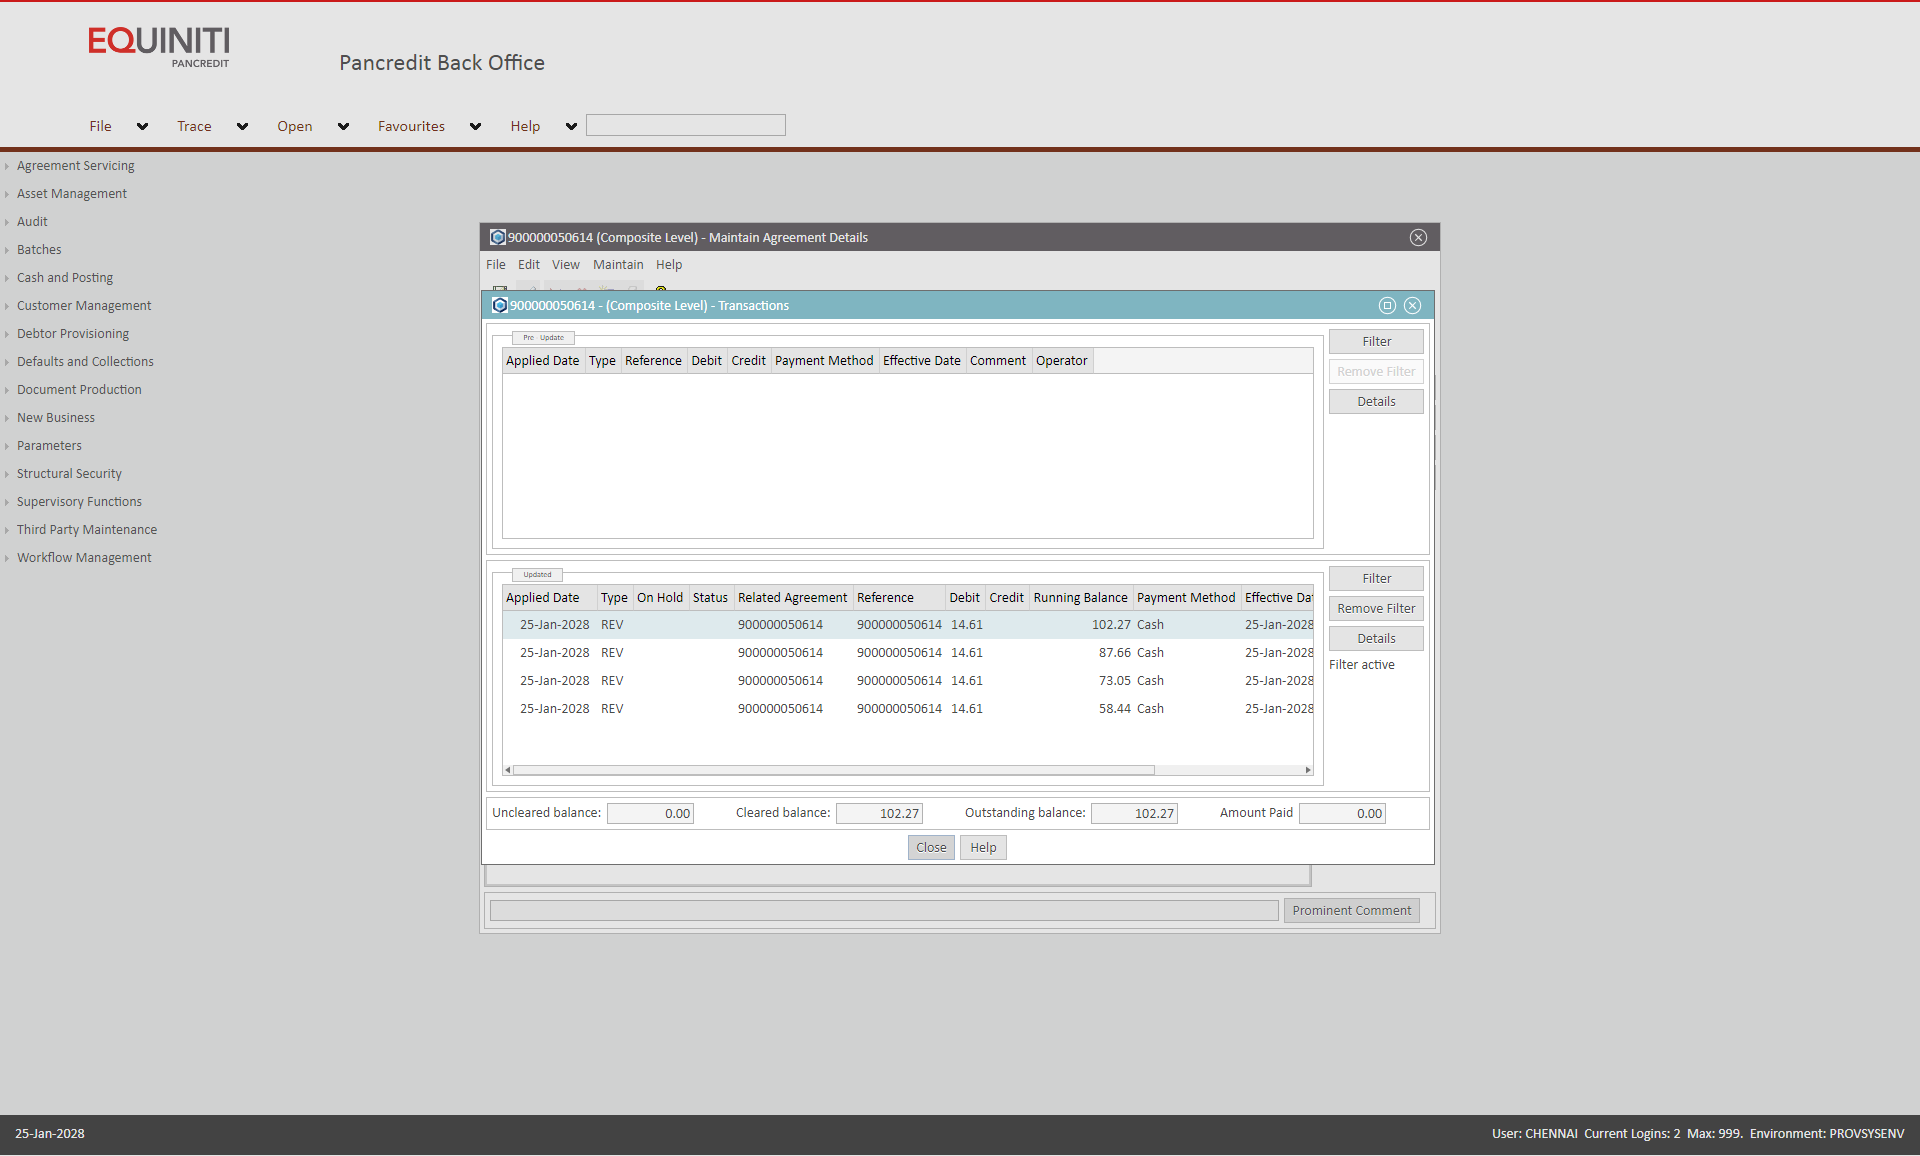 EQUINITI
PANCREDIT
Pancredit Back Office
File Trace Open Favourites Help
Agreement Servicing
Asset Management
Audit
Batches
Cash and Posting
Customer Management
Debtor Provisioning
Defaults and Collections
Document Production
New Business
Parameters
Structural Security
Supervisory Functions
Third Party Maintenance
Workflow Management
900000050614 (Composite Level) - Maintain Agreement Details
File Edit View Maintain Help
900000050614 - (Composite Level) - Transactions
Pre - Update
Applied Date Type Reference Debit Credit Payment Method Effective Date Comment Operator
Filter
Remove Filter
Details
Updated
Applied Date Type On Hold Status Related Agreement Reference Debit Credit Running Balance Payment Method Effective Dat
25-Jan-2028 REV 900000050614 900000050614 14.61 102.27 Cash 25-Jan-2028
25-Jan-2028 REV 900000050614 900000050614 14.61 87.66 Cash 25-Jan-2028
25-Jan-2028 REV 900000050614 900000050614 14.61 73.05 Cash 25-Jan-2028
25-Jan-2028 REV 900000050614 900000050614 14.61 58.44 Cash 25-Jan-2028
Filter
Remove Filter
Details
Filter active
Uncleared balance: 0.00 Cleared balance: 102.27 Outstanding balance: 102.27 Amount Paid 0.00
Close Help
Prominent Comment
25-Jan-2028
User: CHENNAI Current Logins: 2 Max: 999. Environment: PROVSYSENV